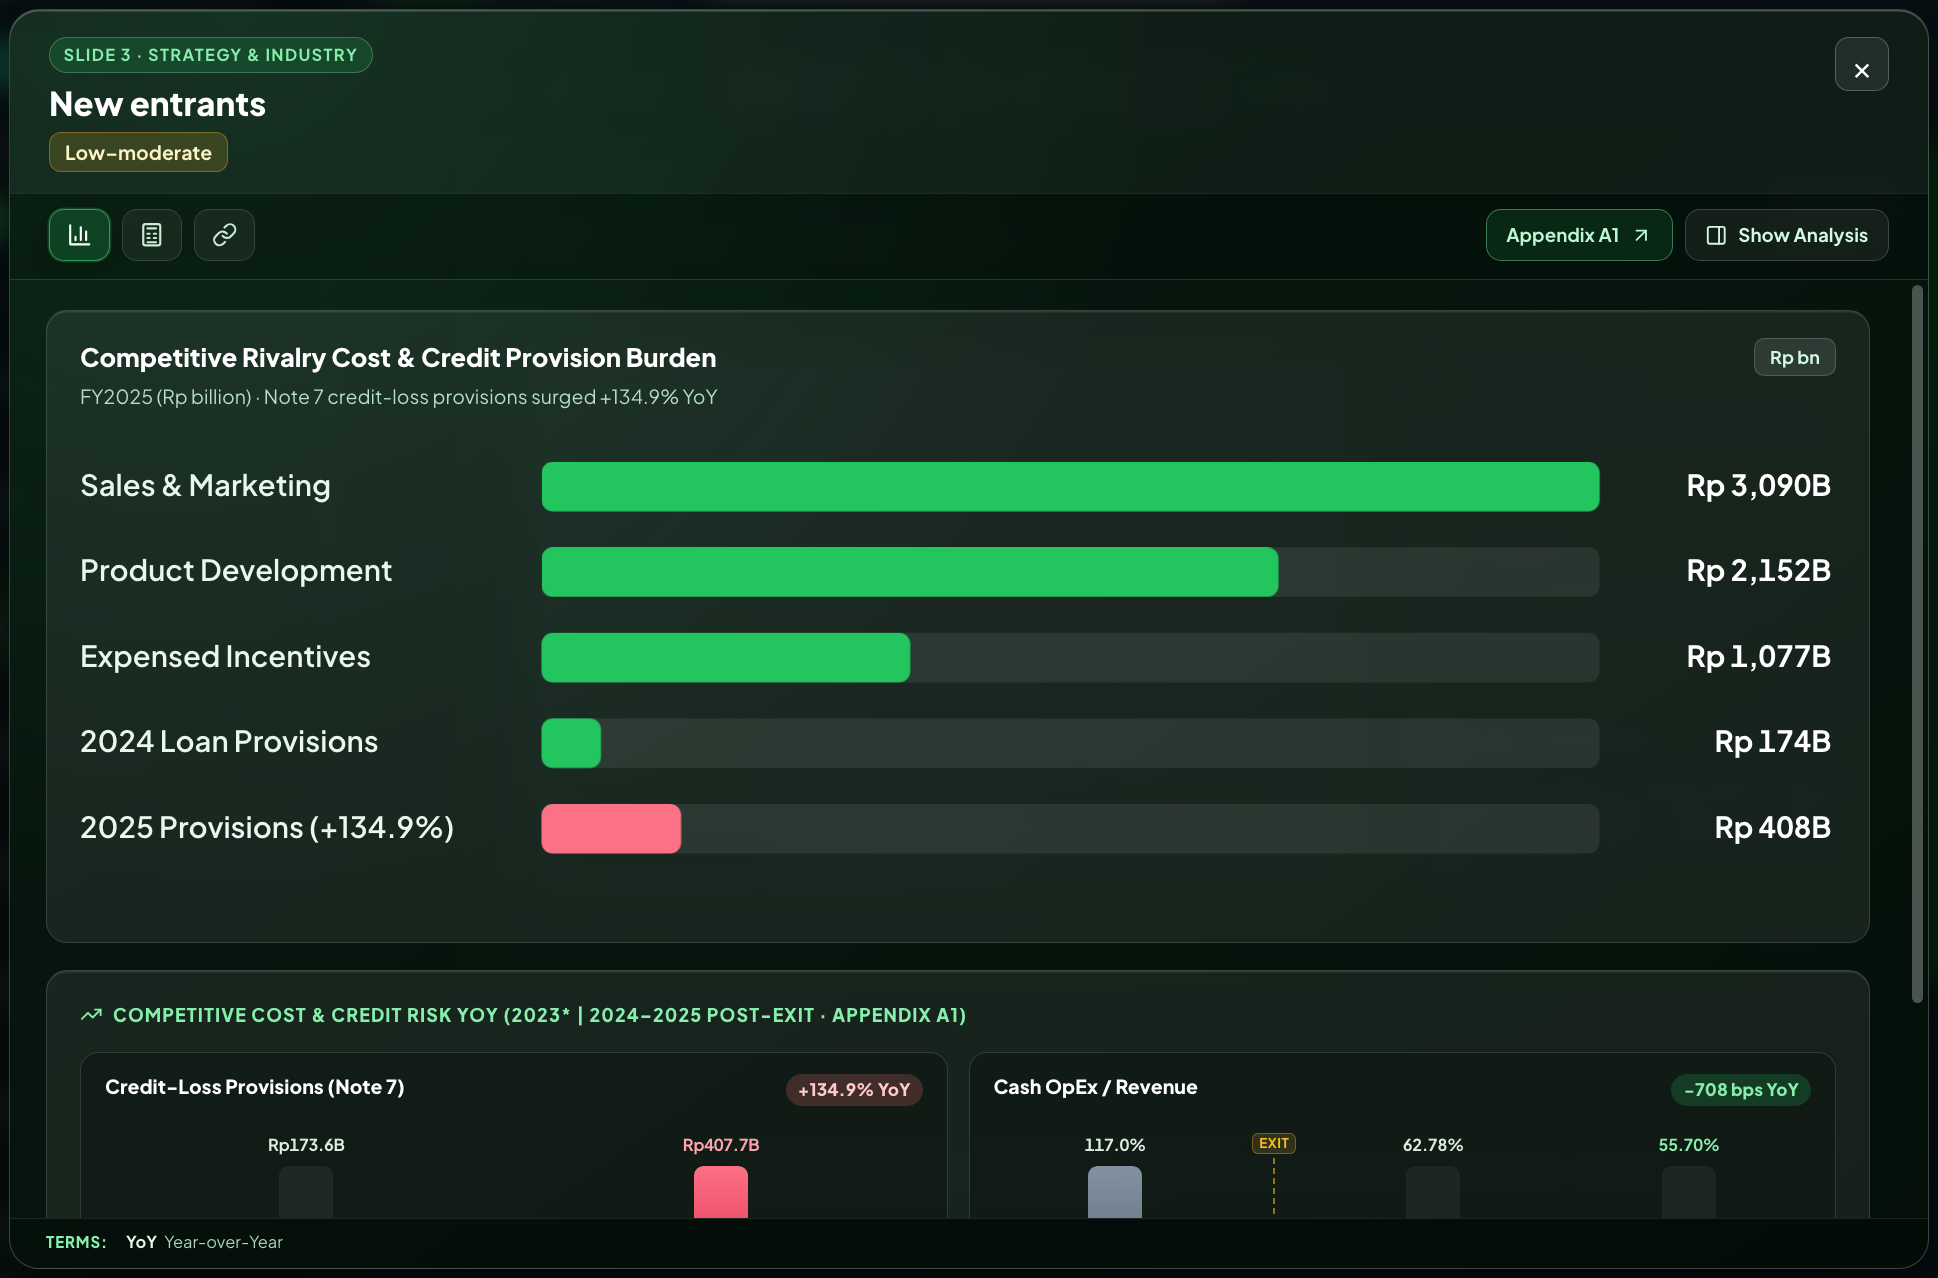 SLIDE 3 · STRATEGY & INDUSTRY
New entrants
Low–moderate
Appendix A1
Show Analysis
Competitive Rivalry Cost & Credit Provision Burden
Rp bn
FY2025 (Rp billion) · Note 7 credit-loss provisions surged +134.9% YoY
Sales & Marketing Rp 3,090B
Product Development Rp 2,152B
Expensed Incentives Rp 1,077B
2024 Loan Provisions Rp 174B
2025 Provisions (+134.9%) Rp 408B
COMPETITIVE COST & CREDIT RISK YOY (2023* | 2024–2025 POST-EXIT · APPENDIX A1)
Credit-Loss Provisions (Note 7)
+134.9% YoY
Rp173.6B Rp407.7B
Cash OpEx / Revenue
-708 bps YoY
117.0% EXIT 62.78% 55.70%
TERMS: YoY Year-over-Year